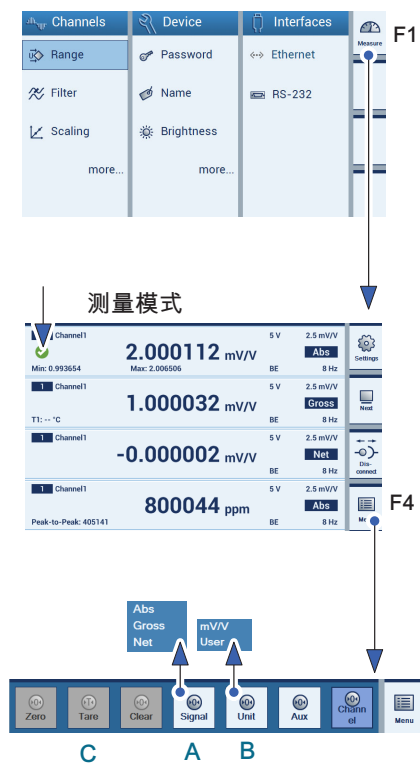 Channels Device Interfaces
Measure
F1
Range Password Ethernet
Filter Name RS-232
Scaling Brightness
more... more...
测量模式
1 Channel1 5 V 2.5 mV/V
2.000112 mV/V Abs
Min: 0.993654 Max: 2.006506 BE 8 Hz
Settings
1 Channel1 5 V 2.5 mV/V
1.000032 mV/V Gross
T1: -- °C BE 8 Hz
Next
1 Channel1 5 V 2.5 mV/V
-0.000002 mV/V Net
BE 8 Hz
Dis-
connect
1 Channel1 5 V 2.5 mV/V
800044 ppm Abs
Peak-to-Peak: 405141 BE 8 Hz
F4
Abs
Gross
Net
mV/V
User
Zero Tare Clear Signal Unit Aux Chann
el
Menu
C A B